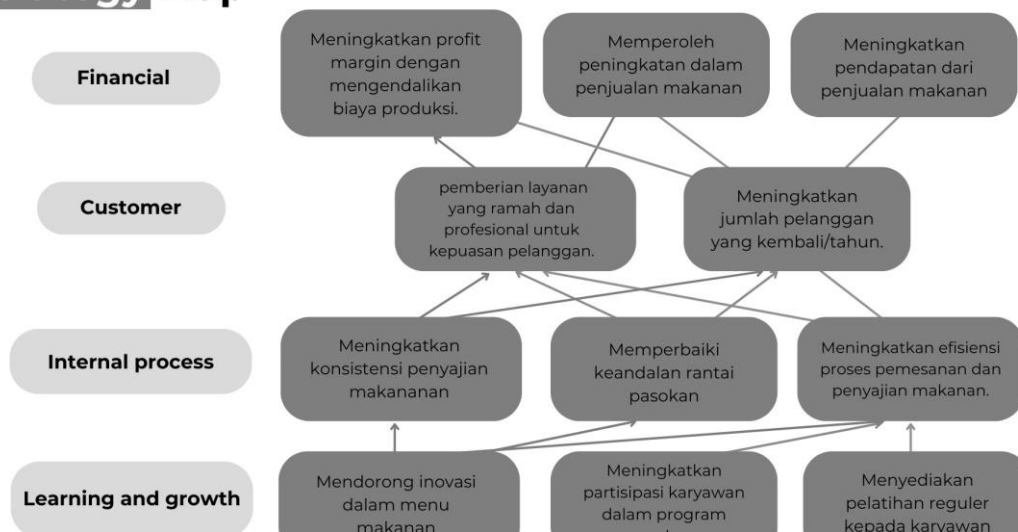 Financial
Meningkatkan profit
margin dengan
mengendalikan
biaya produksi.
Memperoleh
peningkatan dalam
penjualan makanan
Meningkatkan
pendapatan dari
penjualan makanan
Customer
pemberian layanan
yang ramah dan
profesional untuk
kepuasan pelanggan.
Meningkatkan
jumlah pelanggan
yang kembali/tahun.
Internal process
Meningkatkan
konsistensi penyajian
makananan
Memperbaiki
keandalan rantai
pasokan
Meningkatkan efisiensi
proses pemesanan dan
penyajian makanan.
Learning and growth
Mendorong inovasi
dalam menu
makanan
Meningkatkan
partisipasi karyawan
dalam program
Menyediakan
pelatihan reguler
kepada karyawan